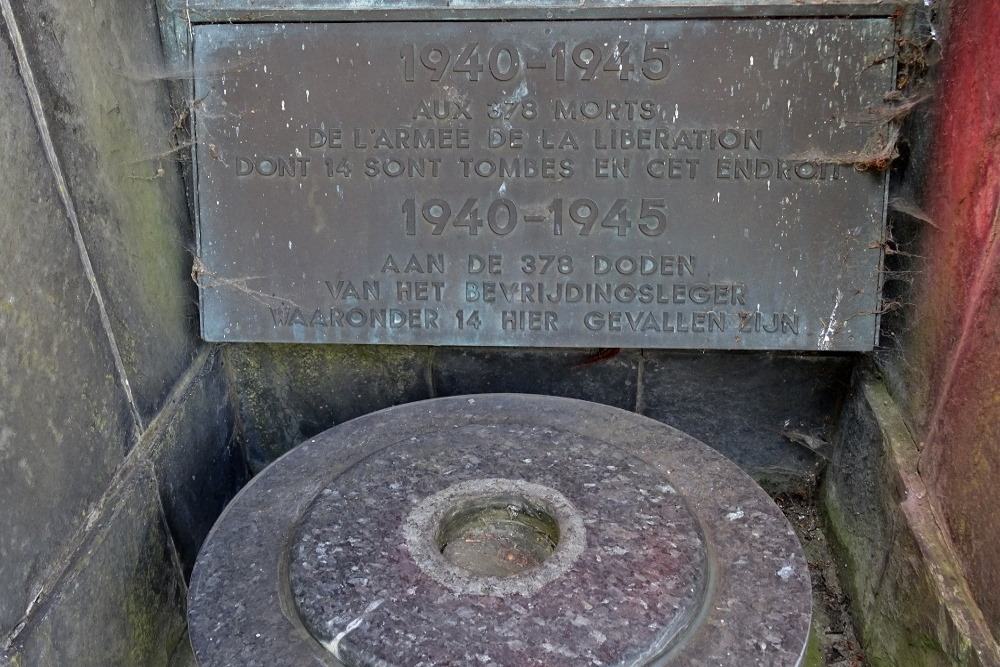 1940-1945
AUX 378 MORTS
DE L'ARMEE DE LA LIBERATION
DONT 14 SONT TOMBES EN CET ENDROIT
1940-1945
AAN DE 378 DODEN
VAN HET BEVRIJDINGSLEGER
WAARONDER 14 HIER GEVALLEN ZIJN